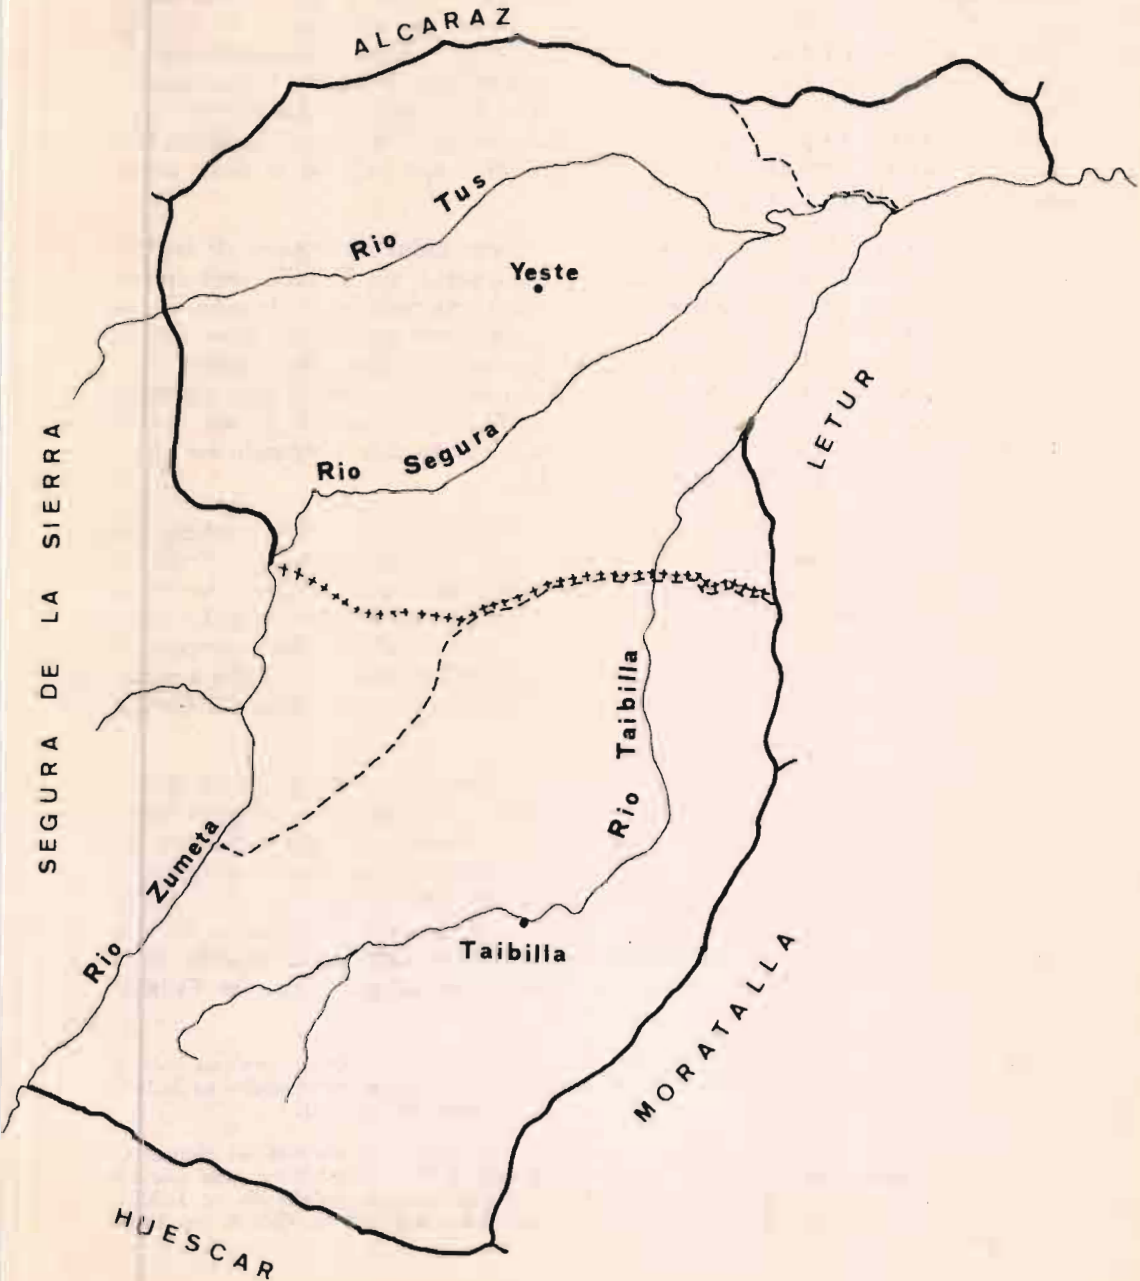 ALCARAZ
Rio Tus
Yeste
LETUR
Rio Segura
SEGURA DE LA SIERRA
Rio Taibilla
Rio Zumeta
Taibilla
MORATALLA
HUESCAR